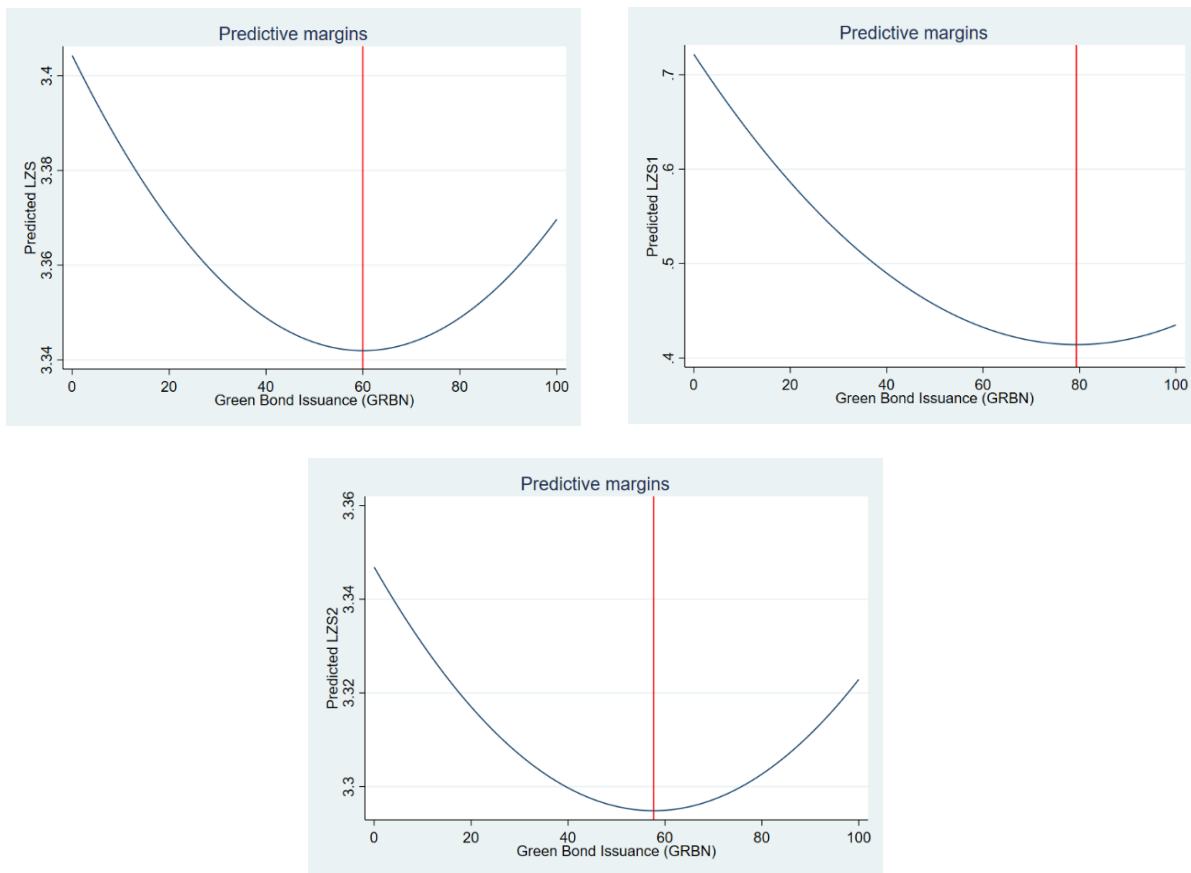 Predictive margins
3.4
3.38
3.36
3.34
Predicted LZS
0 20 40 60 80 100
Green Bond Issuance (GRBN)
Predictive margins
.7
.6
.5
.4
Predicted LZS1
0 20 40 60 80 100
Green Bond Issuance (GRBN)
Predictive margins
3.36
3.34
3.32
3.3
Predicted LZS2
0 20 40 60 80 100
Green Bond Issuance (GRBN)